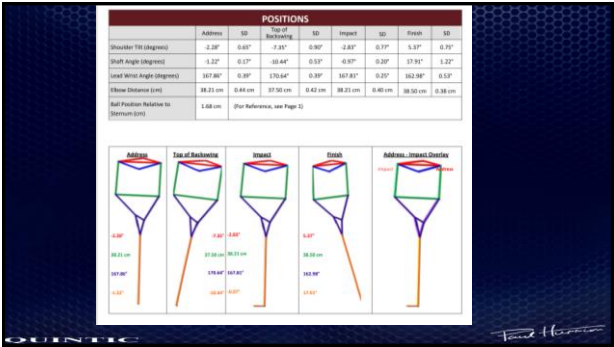 POSITIONS
Address SD Top of Backswing SD Impact SD Finish SD
Shoulder Tilt (degrees) -2.28° 0.65° -7.35° 0.90° -2.83° 0.77° 5.37° 0.75°
Shaft Angle (degrees) -1.22° 0.17° -10.44° 0.53° -0.97° 0.20° 17.91° 1.22°
Lead Wrist Angle (degrees) 167.86° 0.39° 170.64° 0.39° 167.81° 0.25° 162.98° 0.53°
Elbow Distance (cm) 38.21 cm 0.44 cm 37.50 cm 0.42 cm 38.21 cm 0.40 cm 38.50 cm 0.38 cm
Ball Position Relative to Sternum (cm) 1.68 cm (For Reference, see Page 1)
Address Top of Backswing Impact Finish Address - Impact Overlay
Impact Address
-2.28° -7.35° -2.83° 5.37°
38.21 cm 37.50 cm 38.21 cm 38.50 cm
167.86° 170.64° 167.81° 162.98°
-1.22° -10.44° -0.97° 17.91°
QUINTIC
Paul Hurrion